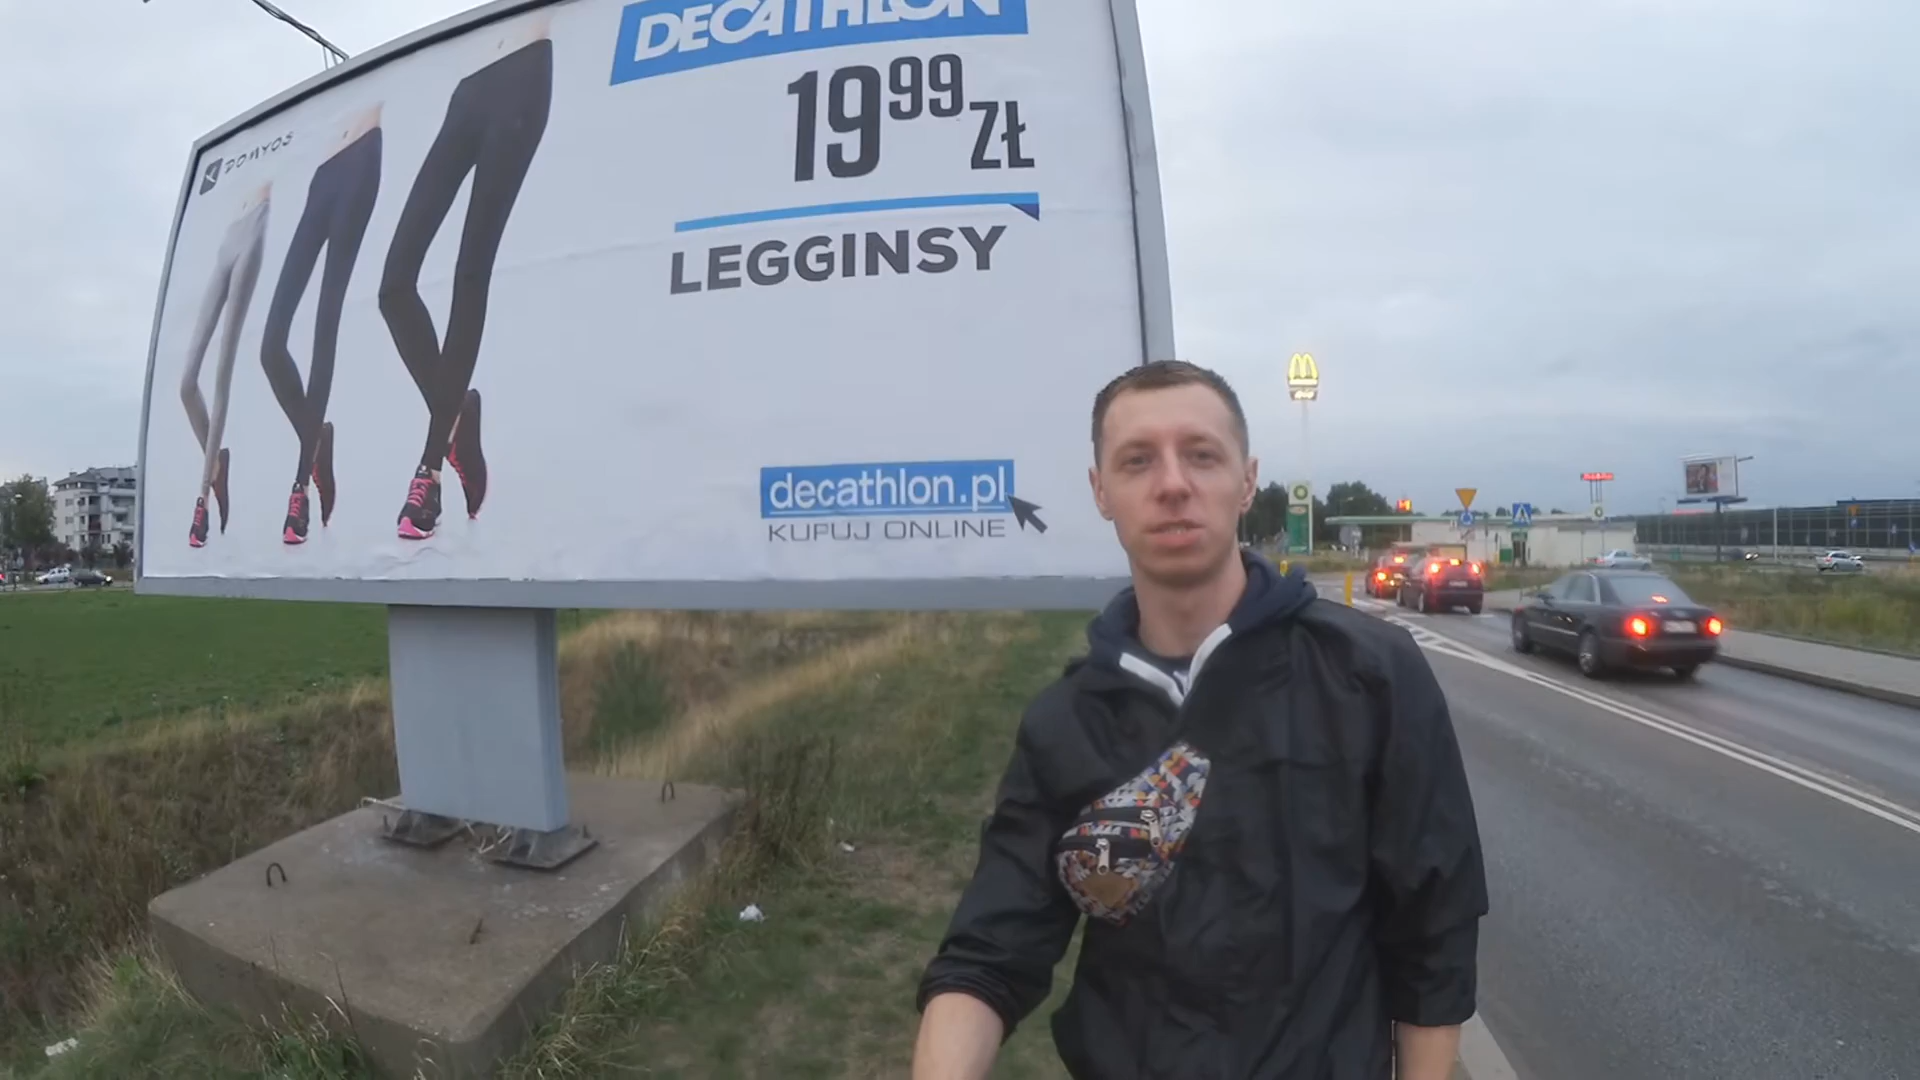 DECATHLON
19 99 ZŁ
DOMYOS
LEGGINSY
decathlon.pl
KUPUJ ONLINE